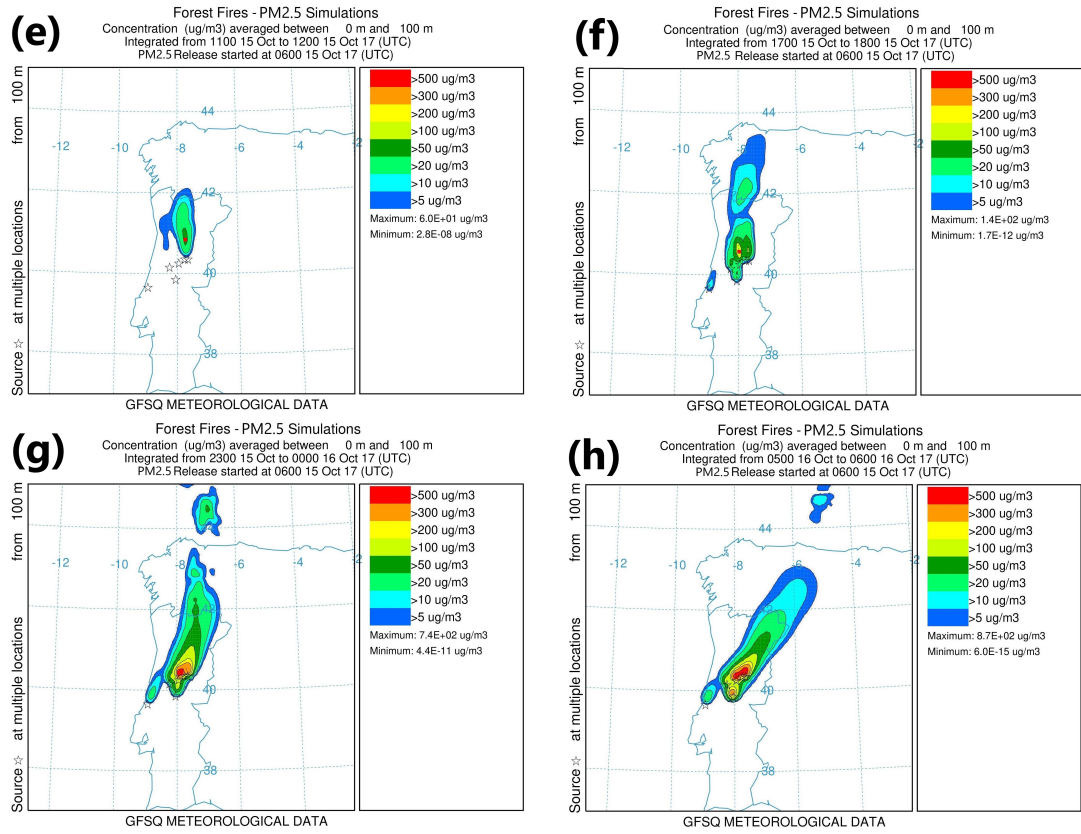 (e)
Forest Fires - PM2.5 Simulations
Concentration (ug/m3) averaged between 0 m and 100 m
Integrated from 1100 15 Oct to 1200 15 Oct 17 (UTC)
PM2.5 Release started at 0600 15 Oct 17 (UTC)
Source ☆ at multiple locations from 100 m
44
-12 -10 -8 -6 -4 -2
42
40
38
>500 ug/m3
>300 ug/m3
>200 ug/m3
>100 ug/m3
>50 ug/m3
>20 ug/m3
>10 ug/m3
>5 ug/m3
Maximum: 6.0E+01 ug/m3
Minimum: 2.8E-08 ug/m3
GFSQ METEOROLOGICAL DATA
(f)
Forest Fires - PM2.5 Simulations
Concentration (ug/m3) averaged between 0 m and 100 m
Integrated from 1700 15 Oct to 1800 15 Oct 17 (UTC)
PM2.5 Release started at 0600 15 Oct 17 (UTC)
Source ☆ at multiple locations from 100 m
44
-12 -10 -8 -6 -4 -2
42
40
38
>500 ug/m3
>300 ug/m3
>200 ug/m3
>100 ug/m3
>50 ug/m3
>20 ug/m3
>10 ug/m3
>5 ug/m3
Maximum: 1.4E+02 ug/m3
Minimum: 1.7E-12 ug/m3
GFSQ METEOROLOGICAL DATA
(g)
Forest Fires - PM2.5 Simulations
Concentration (ug/m3) averaged between 0 m and 100 m
Integrated from 2300 15 Oct to 0000 16 Oct 17 (UTC)
PM2.5 Release started at 0600 15 Oct 17 (UTC)
Source ☆ at multiple locations from 100 m
-12 -10 -8 -6 -4 -2
42
40
38
>500 ug/m3
>300 ug/m3
>200 ug/m3
>100 ug/m3
>50 ug/m3
>20 ug/m3
>10 ug/m3
>5 ug/m3
Maximum: 7.4E+02 ug/m3
Minimum: 4.4E-11 ug/m3
GFSQ METEOROLOGICAL DATA
(h)
Forest Fires - PM2.5 Simulations
Concentration (ug/m3) averaged between 0 m and 100 m
Integrated from 0500 16 Oct to 0600 16 Oct 17 (UTC)
PM2.5 Release started at 0600 15 Oct 17 (UTC)
Source ☆ at multiple locations from 100 m
44
-12 -10 -8 -6 -4 -2
42
40
38
>500 ug/m3
>300 ug/m3
>200 ug/m3
>100 ug/m3
>50 ug/m3
>20 ug/m3
>10 ug/m3
>5 ug/m3
Maximum: 8.7E+02 ug/m3
Minimum: 6.0E-15 ug/m3
GFSQ METEOROLOGICAL DATA